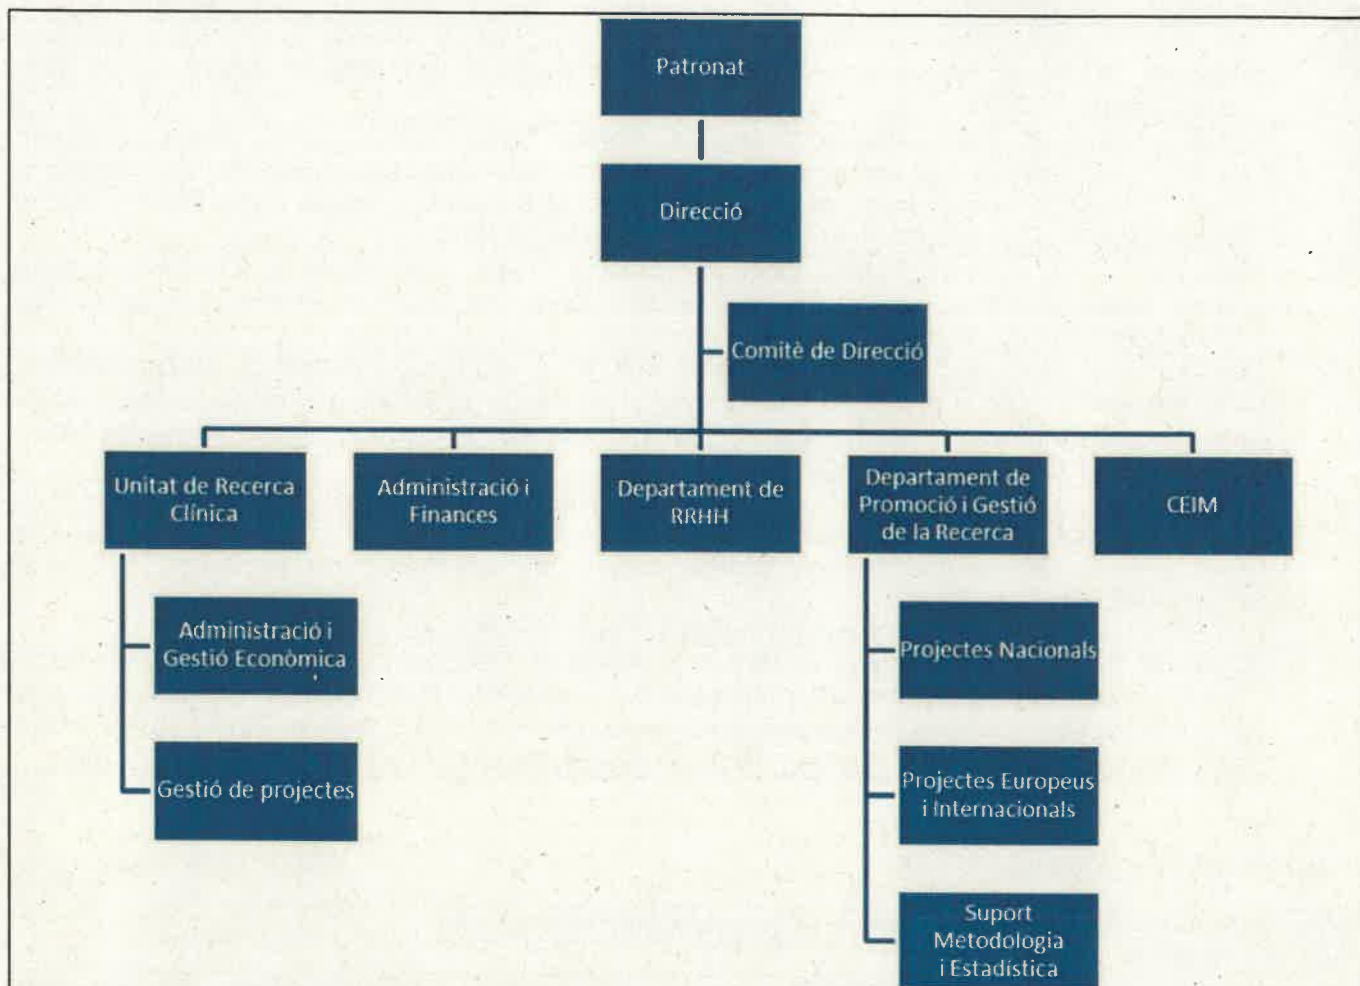 Patronat
Direcció
Comitè de Direcció
Unitat de Recerca
Clínica
Administració i
Finances
Departament de
RRHH
Departament de
Promoció i Gestió
de la Recerca
CEIM
Administració i
Gestió Econòmica
Gestió de projectes
Projectes Nacionals
Projectes Europeus
i Internacionals
Suport
Metodologia
i Estadística